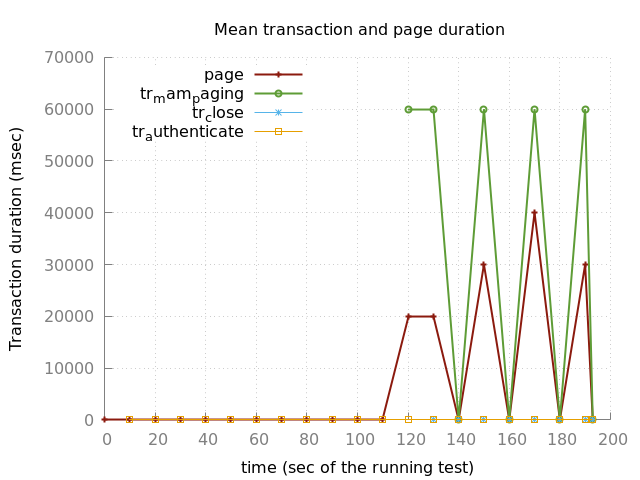 Mean transaction and page duration
70000
60000
50000
40000
30000
20000
10000
0
Transaction duration (msec)
page
trmampaging
trclose
trauthenticate
0 20 40 60 80 100 120 140 160 180 200
time (sec of the running test)